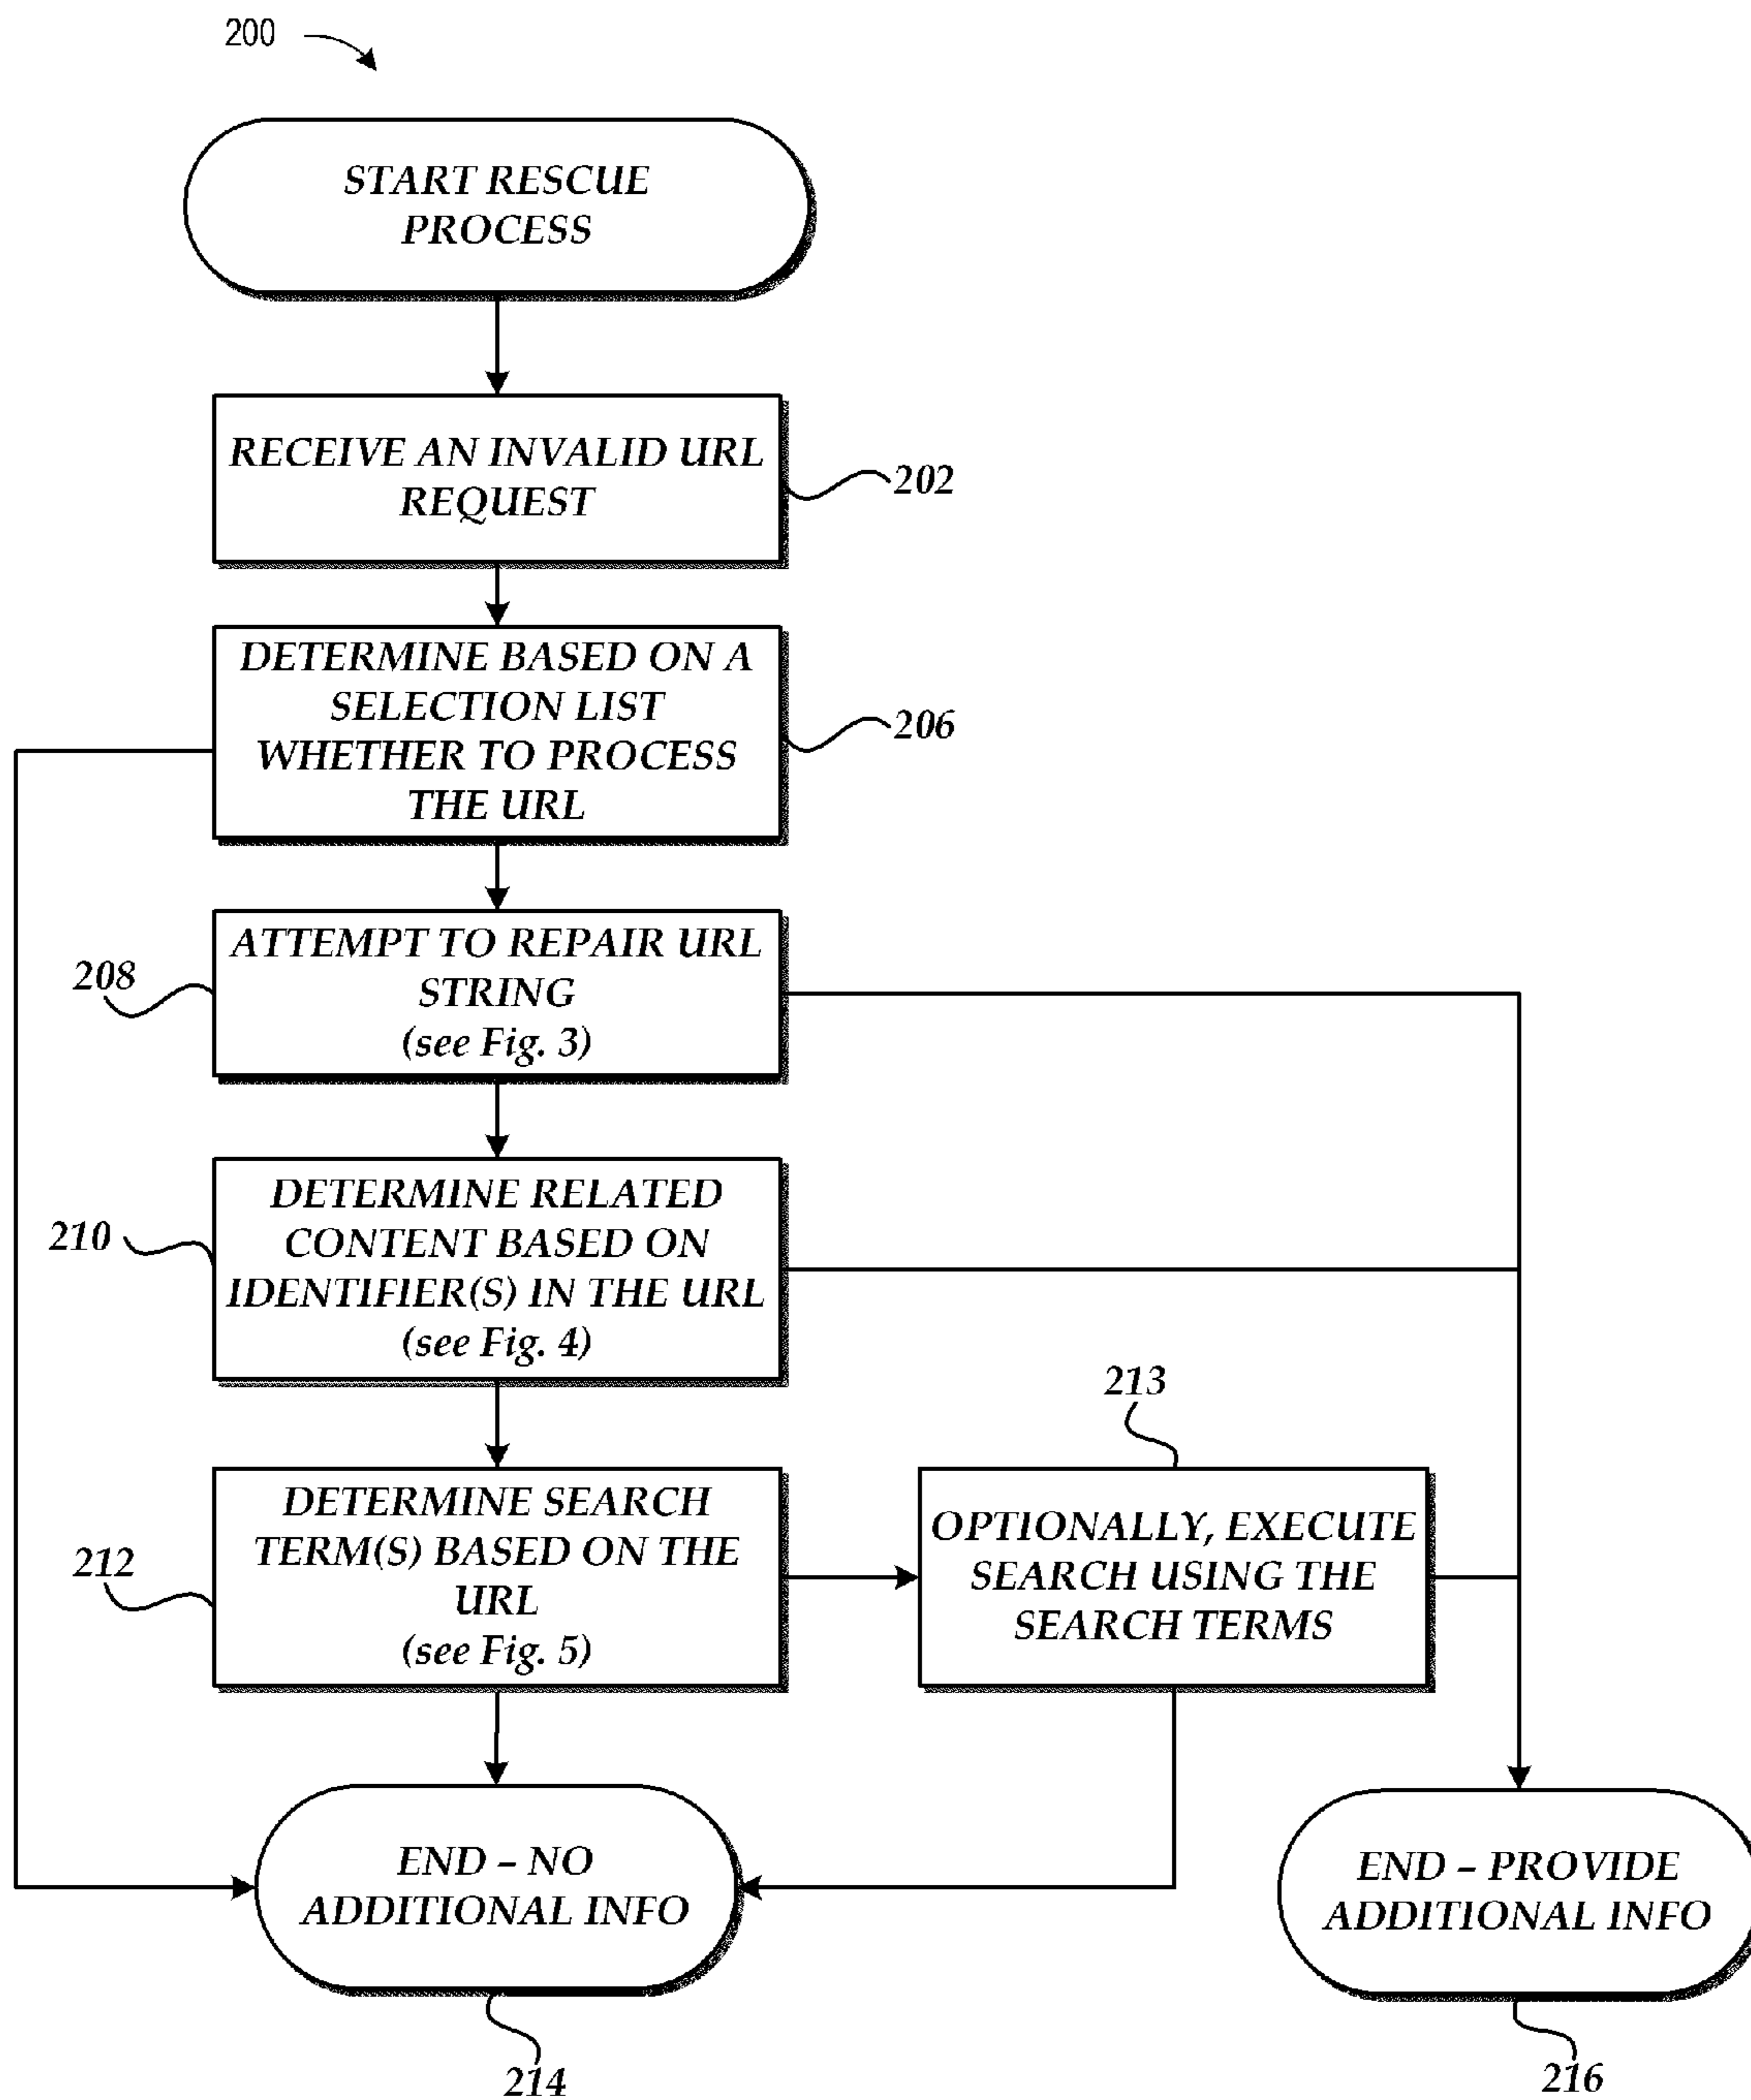 200
START RESCUE
PROCESS
RECEIVE AN INVALID URL
REQUEST
202
DETERMINE BASED ON A
SELECTION LIST
WHETHER TO PROCESS
THE URL
206
ATTEMPT TO REPAIR URL
STRING
(see Fig. 3)
208
DETERMINE RELATED
CONTENT BASED ON
IDENTIFIER(S) IN THE URL
(see Fig. 4)
210
DETERMINE SEARCH
TERM(S) BASED ON THE
URL
(see Fig. 5)
212
213
OPTIONALLY, EXECUTE
SEARCH USING THE
SEARCH TERMS
END – NO
ADDITIONAL INFO
214
END – PROVIDE
ADDITIONAL INFO
216